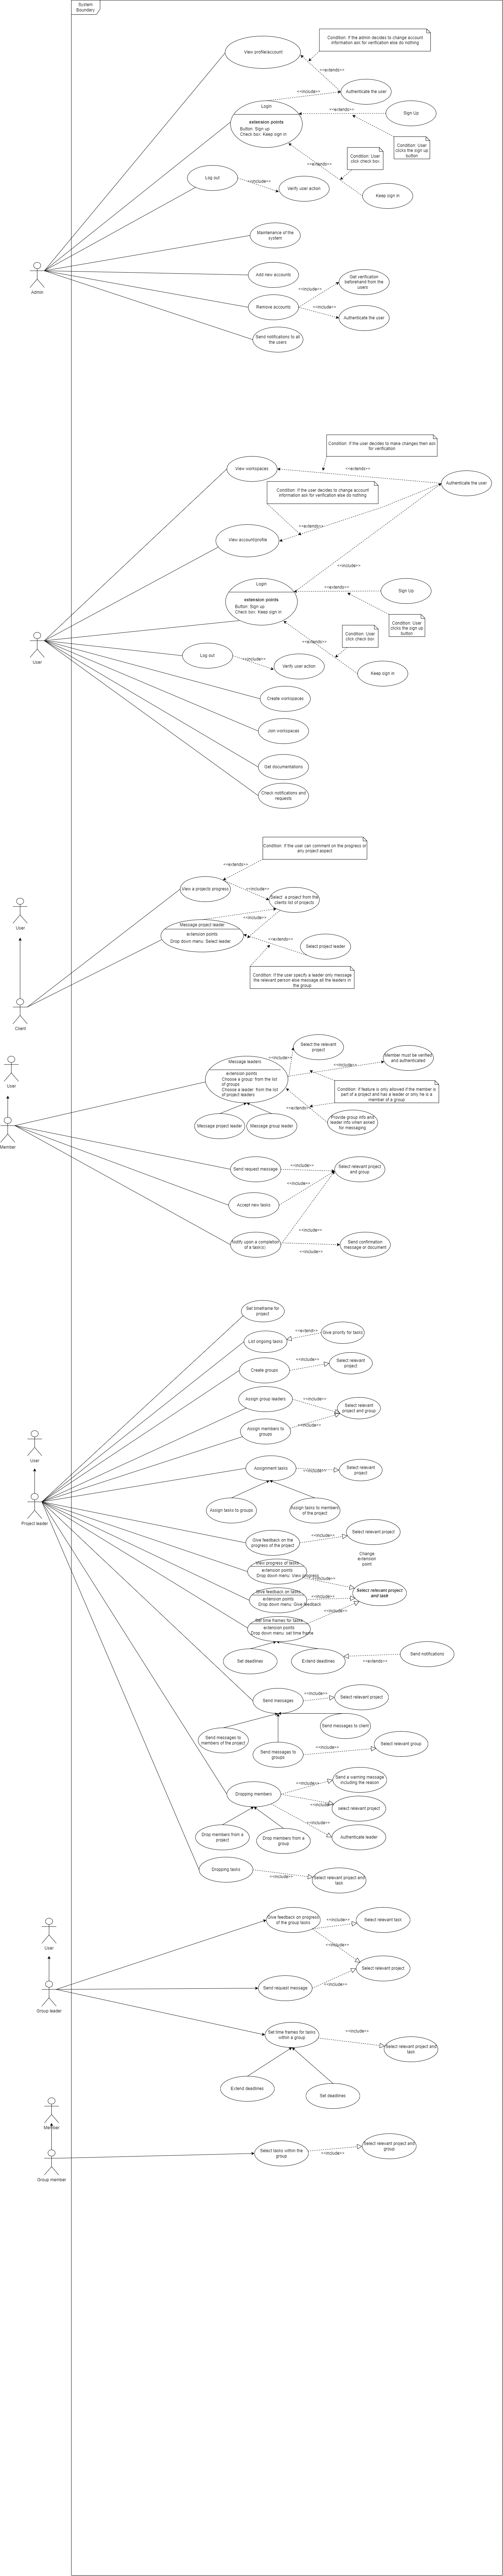 System
Boundary
Condition: If the admin decides to change account
information ask for verification else do nothing
View profile/account
<<extends>>
<<include>>
Authenticate the user
Login
extension points
Button: Sign up
Check box: Keep sign in
<<extends>>
Sign Up
Condition: User
clicks the sign up
button
Condition: User
click check box
<<extends>>
Keep sign in
Log out
<<include>>
Verify user action
Maintenance of the
system
Admin
Add new accounts
Get verification
beforehand from the
users
<<include>>
Remove accounts
<<include>>
Authenticate the user
Send notifications to all
the users
Condition: If the user decides to make changes then ask
for verification
View workspaces
<<extends>>
Authenticate the user
Condition: If the user decides to change account
information ask for verification else do nothing
<<extends>>
View account/profile
<<include>>
Login
extension points
Button: Sign up
Check box: Keep sign in
<<extends>>
Sign Up
Condition: User
clicks the sign up
button
Condition: User
click check box
<<extends>>
Keep sign in
User
Log out
<<include>>
Verify user action
Create workspaces
Join workspaces
Get documentations
Check notifications and
requests
Condition: If the user can comment on the progress or
any project aspect
<<extends>>
View a projects progress
<<include>>
Select a project from the
clients list of projects
User
<<include>>
Message project leader
extension points
Drop down menu: Select leader
<<extends>>
Select project leader
Condition: If the user specify a leader only message
the relevant person else message all the leaders in
the group
Client
Select the relevant
project
<<include>>
Member must be verified
and authenticated
<<include>>
Message leaders
extension points
Choose a group: from the list
of groups
Choose a leader: from the list
of project leaders
Condition: If feature is only allowed if the member is
part of a project and has a leader or only he is a
member of a group
<<extends>>
User
Message project leader
Message group leader
Provide group info and
leader info when asked
for messaging
Member
Send request message
<<include>>
Select relevant project
and group
Accept new tasks
<<include>>
<<include>>
Notify upon a completion
of a task(s)
<<include>>
Send confirmation
message or document
Set timeframe for
project
List ongoing tasks
<<extend>>
Give priority for tasks
Create groups
<<include>>
Select relevant
project
Assign group leaders
<<include>>
Select relevant
project and group
Assign members to
groups
<<include>>
User
Assignment tasks
<<include>>
Select relevant
project
Assign tasks to groups
Assign tasks to members
of the project
Project leader
Give feedback on the
progress of the project
<<include>>
Select relevant project
Change
extension
point
View progress of tasks
extension points
Drop down menu: View progress
<<include>>
Select relevant project
and task
Give feedback on tasks
extension points
Drop down menu: Give feedback
<<include>>
Set time frames for tasks
extension points
Drop down menu: set time frame
<<include>>
Set deadlines
Extend deadlines
<<extends>>
Send notifications
Send messages
<<include>>
Select relevant project
Send messages to client
Send messages to
members of the project
Send messages to
groups
<<include>>
Select relevant group
Send a warning message
including the reason
<<include>>
Dropping members
<<include>>
select relevant project
<<include>>
Authenticate leader
Drop members from a
project
Drop members from a
group
Dropping tasks
<<include>>
Select relevant project and
task
User
Give feedback on progress
of the group tasks
<<include>>
Select relevant task
<<include>>
Select relevant project
Group leader
Send request message
<<include>>
Set time frames for tasks
within a group
<<include>>
Select relevant project and
task
Extend deadlines
Set deadlines
Member
Select tasks within the
group
<<include>>
Select relevant project and
group
Group member